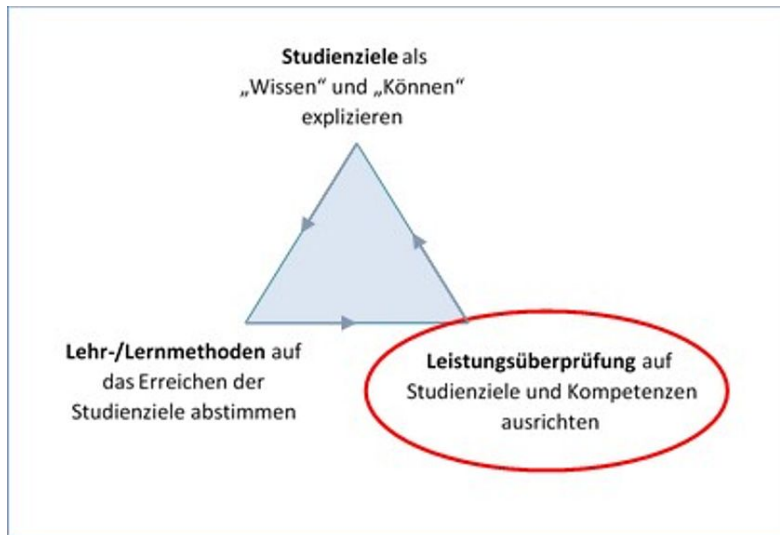 Studienziele als
„Wissen“ und „Können“
explizieren
Lehr-/Lernmethoden auf
das Erreichen der
Studienziele abstimmen
Leistungsüberprüfung auf
Studienziele und Kompetenzen
ausrichten